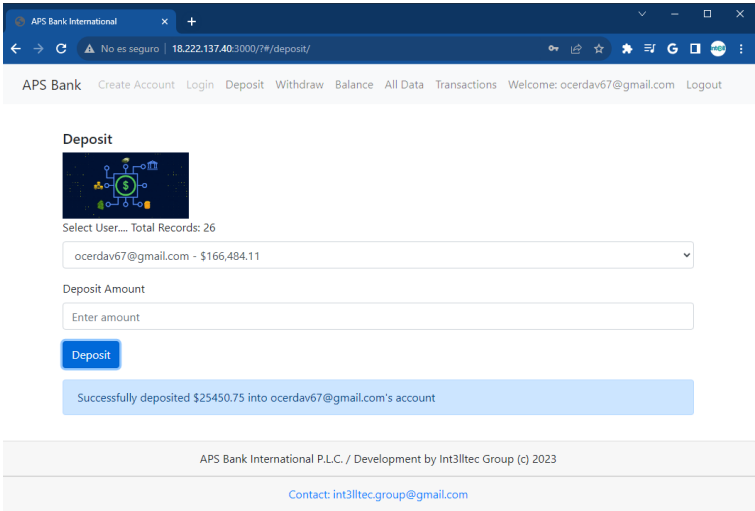 APS Bank International
No es seguro | 18.222.137.40:3000/?#/deposit/
APS Bank Create Account Login Deposit Withdraw Balance All Data Transactions Welcome: ocerdav67@gmail.com Logout
Deposit
$
Select User.... Total Records: 26
ocerdav67@gmail.com - $166,484.11
Deposit Amount
Enter amount
Deposit
Successfully deposited $25450.75 into ocerdav67@gmail.com's account
APS Bank International P.L.C. / Development by Int3lltec Group (c) 2023
Contact: int3lltec.group@gmail.com